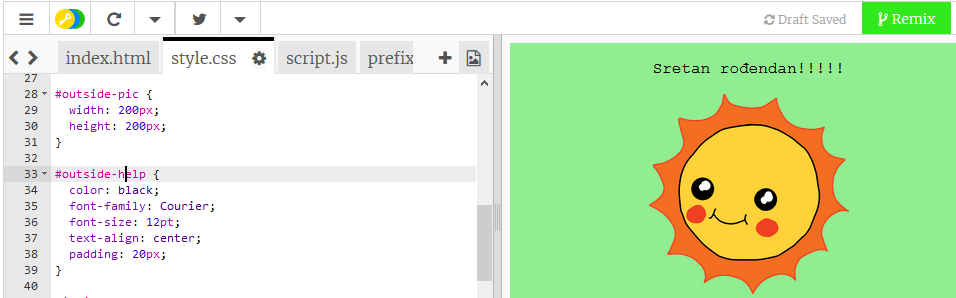 Draft Saved
Remix
index.html
style.css
script.js
prefix
27
28 #outside-pic {
29 width: 200px;
30 height: 200px;
31 }
32
33 #outside-help {
34 color: black;
35 font-family: Courier;
36 font-size: 12pt;
37 text-align: center;
38 padding: 20px;
39 }
40
Sretan rođendan!!!!!